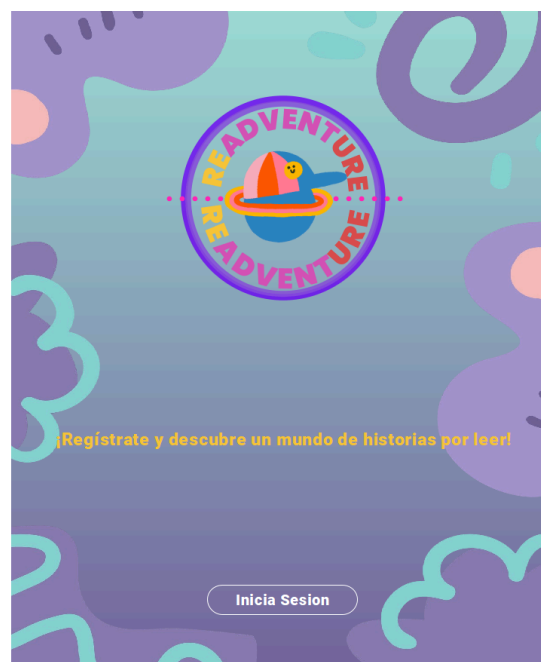 READVENTURE
READVENTURE
¡Regístrate y descubre un mundo de historias por leer!
Inicia Sesion